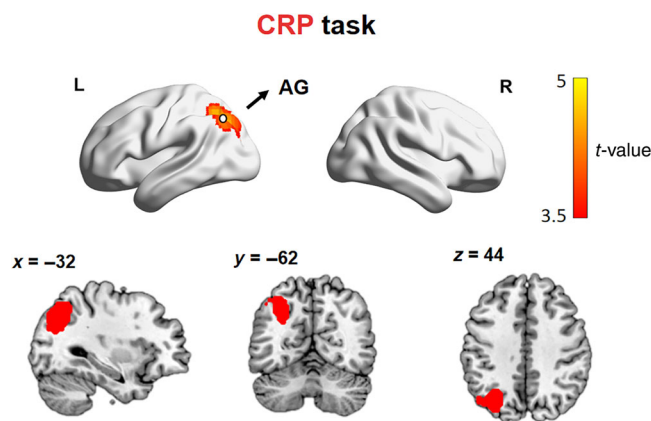 CRP task
L
AG
R
5
t-value
3.5
x = –32
y = –62
z = 44